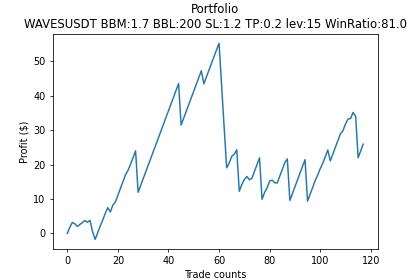 Portfolio
WAVESUSDT BBM:1.7 BBL:200 SL:1.2 TP:0.2 lev:15 WinRatio:81.0
50
40
30
20
10
0
Profit ($)
0 20 40 60 80 100 120
Trade counts